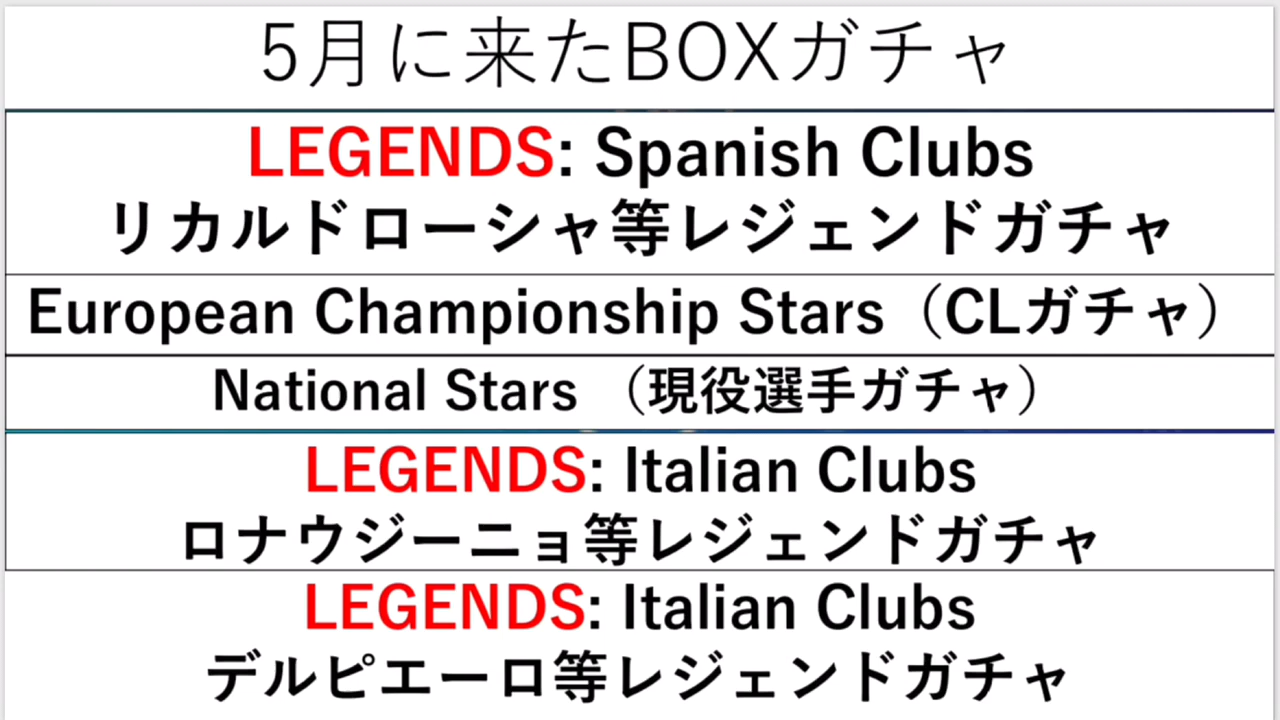 5月に来たBOXガチャ
LEGENDS: Spanish Clubs
リカルドローシャ等レジェンドガチャ
European Championship Stars（CLガチャ）
National Stars （現役選手ガチャ）
LEGENDS: Italian Clubs
ロナウジーニョ等レジェンドガチャ
LEGENDS: Italian Clubs
デルピエーロ等レジェンドガチャ